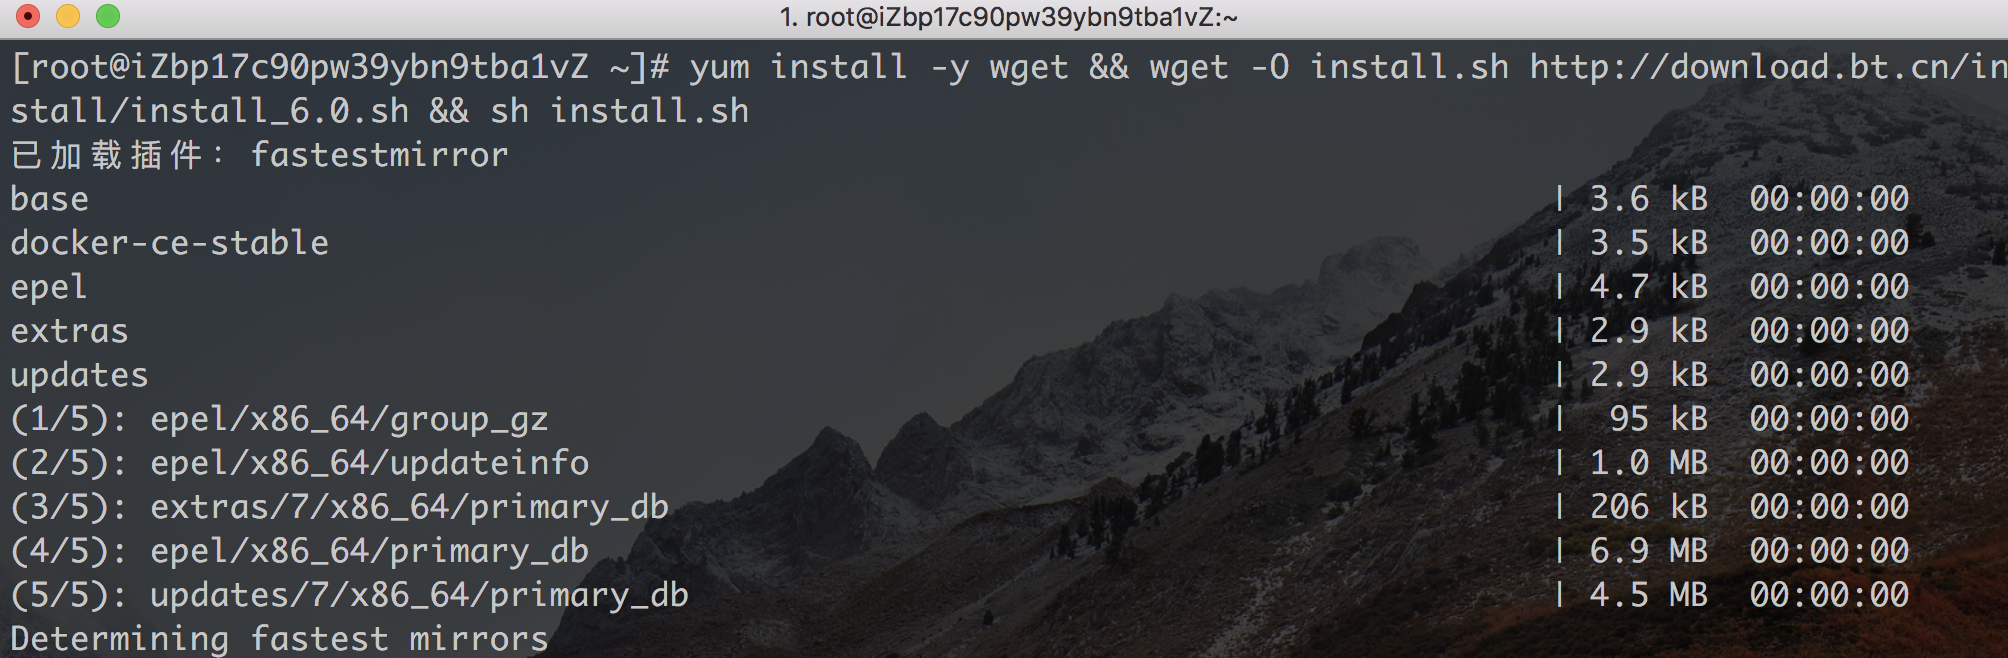 1. root@iZbp17c90pw39ybn9tba1vZ:~
[root@iZbp17c90pw39ybn9tba1vZ ~]# yum install -y wget && wget -O install.sh http://download.bt.cn/in
stall/install_6.0.sh && sh install.sh
已加载插件：fastestmirror
base | 3.6 kB 00:00:00
docker-ce-stable | 3.5 kB 00:00:00
epel | 4.7 kB 00:00:00
extras | 2.9 kB 00:00:00
updates | 2.9 kB 00:00:00
(1/5): epel/x86_64/group_gz | 95 kB 00:00:00
(2/5): epel/x86_64/updateinfo | 1.0 MB 00:00:00
(3/5): extras/7/x86_64/primary_db | 206 kB 00:00:00
(4/5): epel/x86_64/primary_db | 6.9 MB 00:00:00
(5/5): updates/7/x86_64/primary_db | 4.5 MB 00:00:00
Determining fastest mirrors